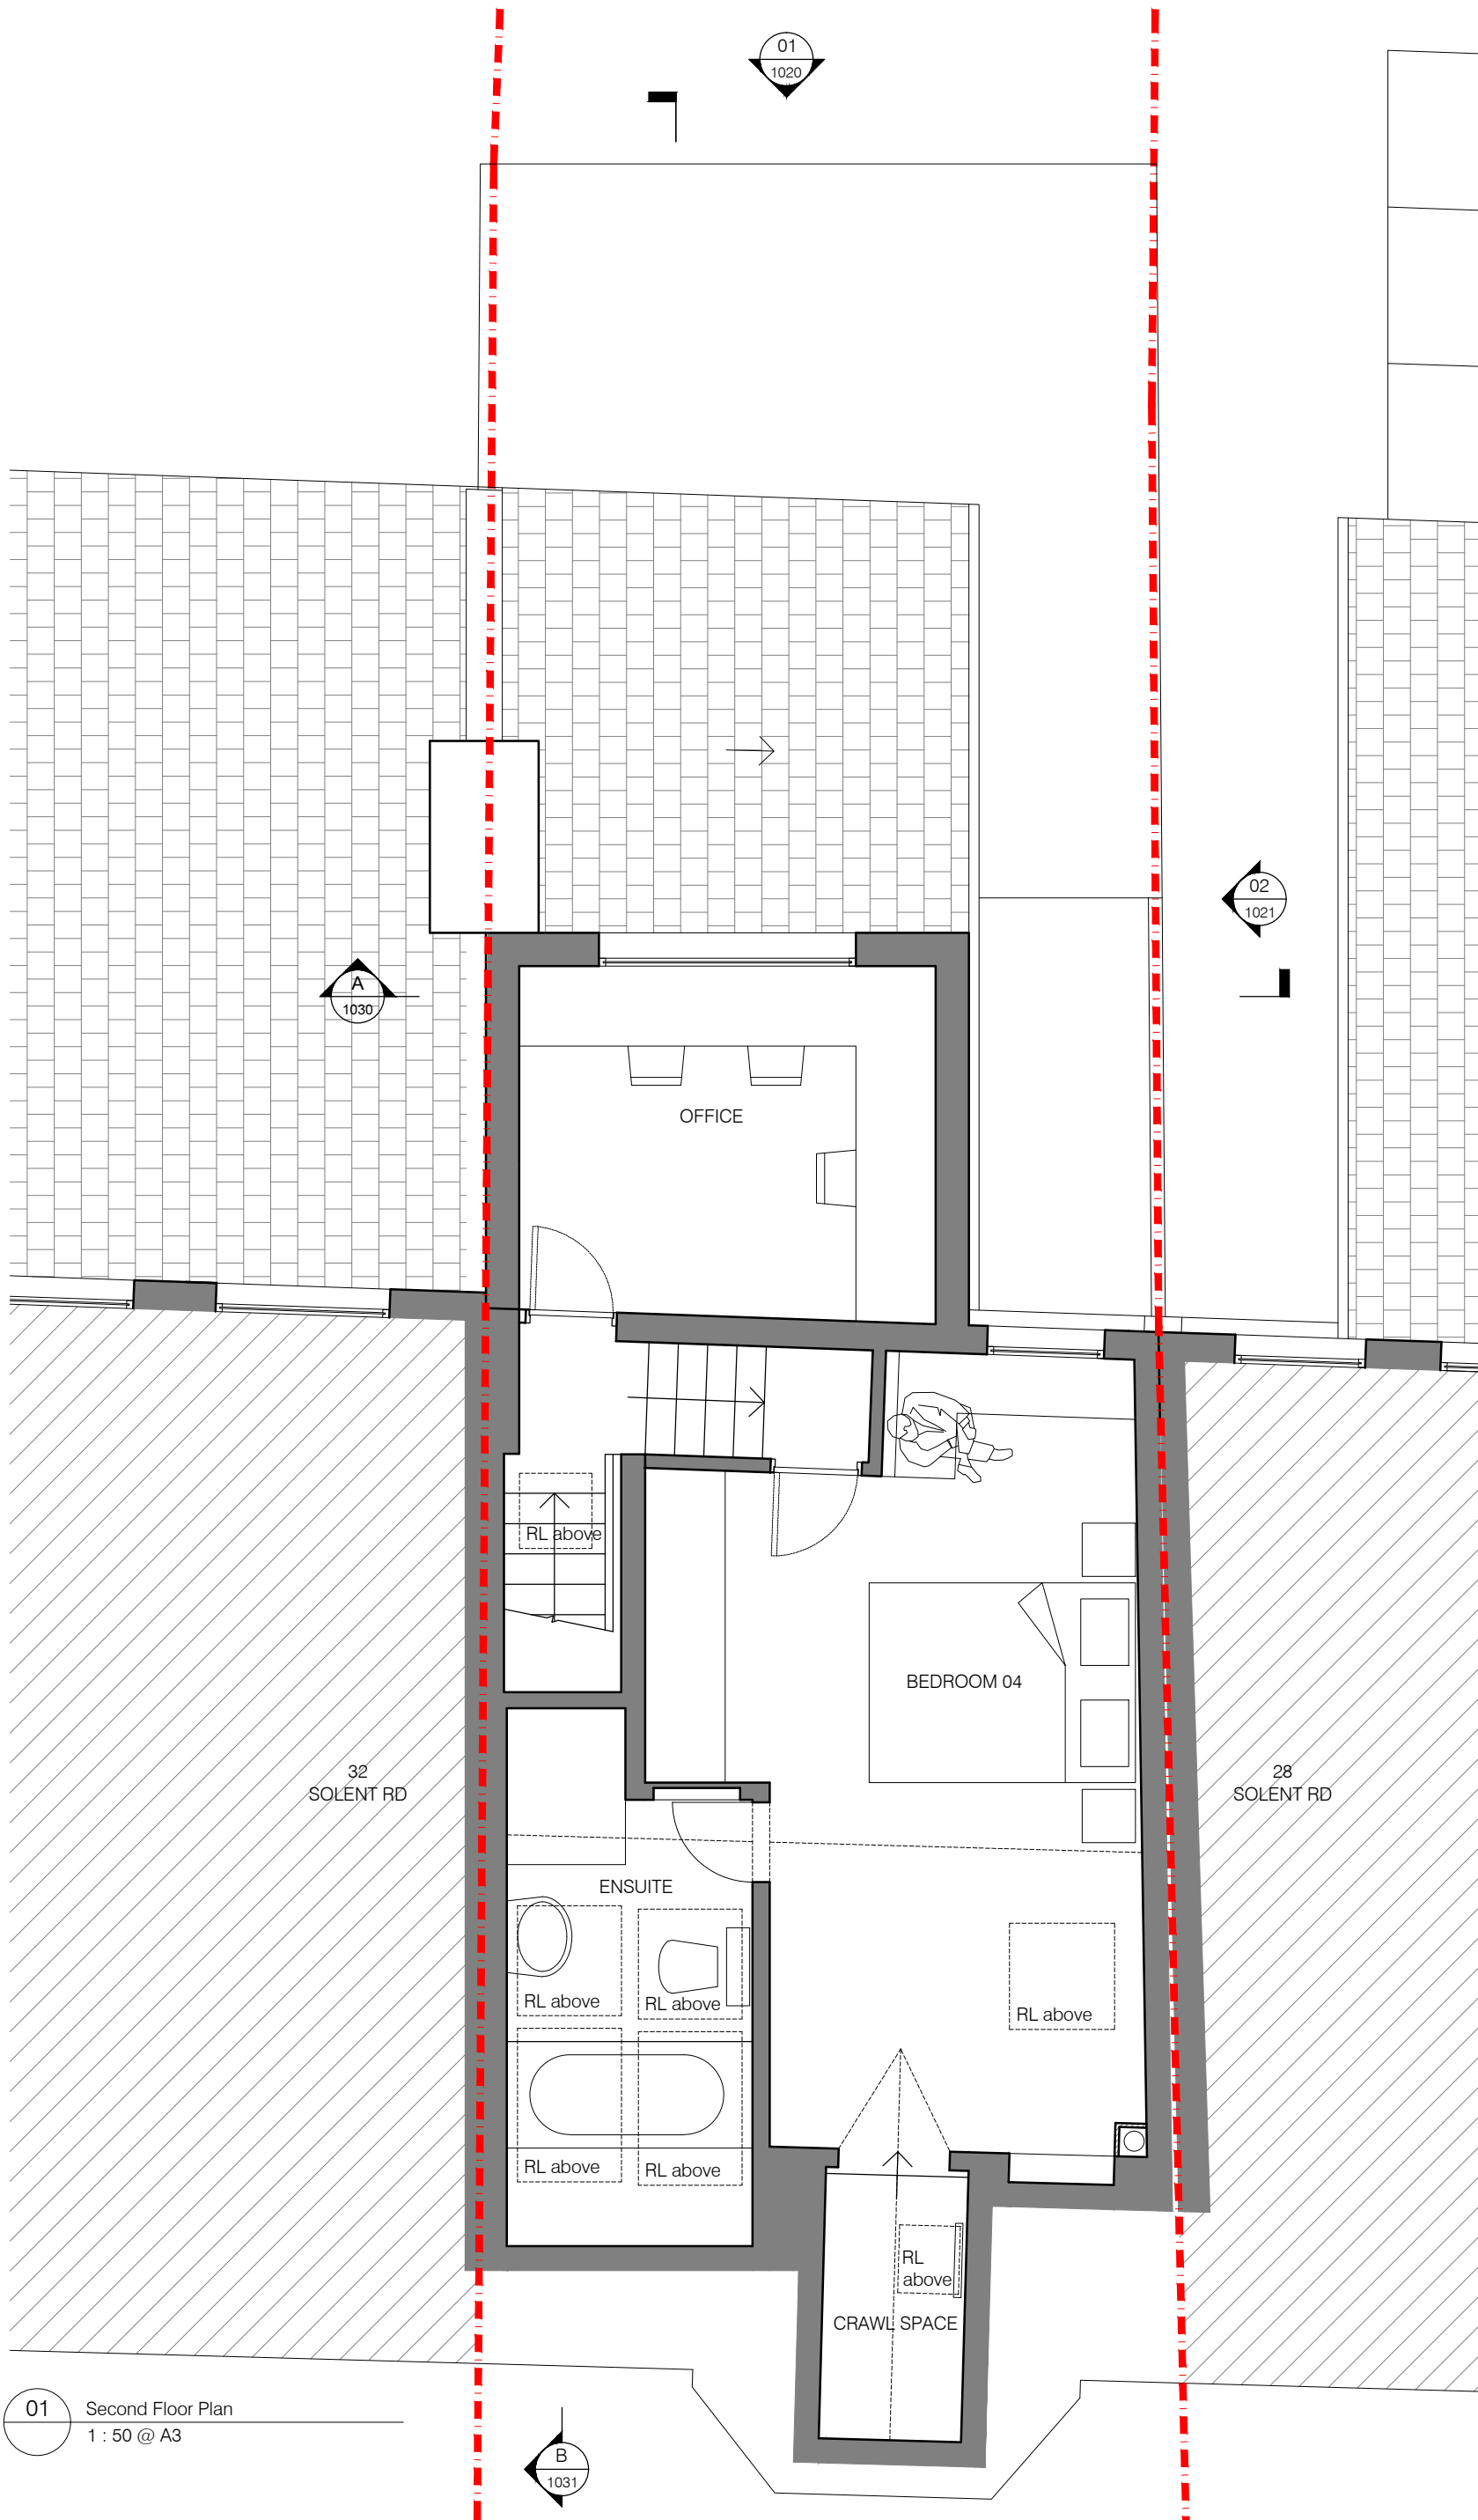 01
1020
02
1021
A
1030
OFFICE
RL above
BEDROOM 04
32
SOLENT RD
28
SOLENT RD
ENSUITE
RL above
RL above
RL above
RL above
RL above
RL
above
CRAWL SPACE
01
Second Floor Plan
1 : 50 @ A3
B
1031